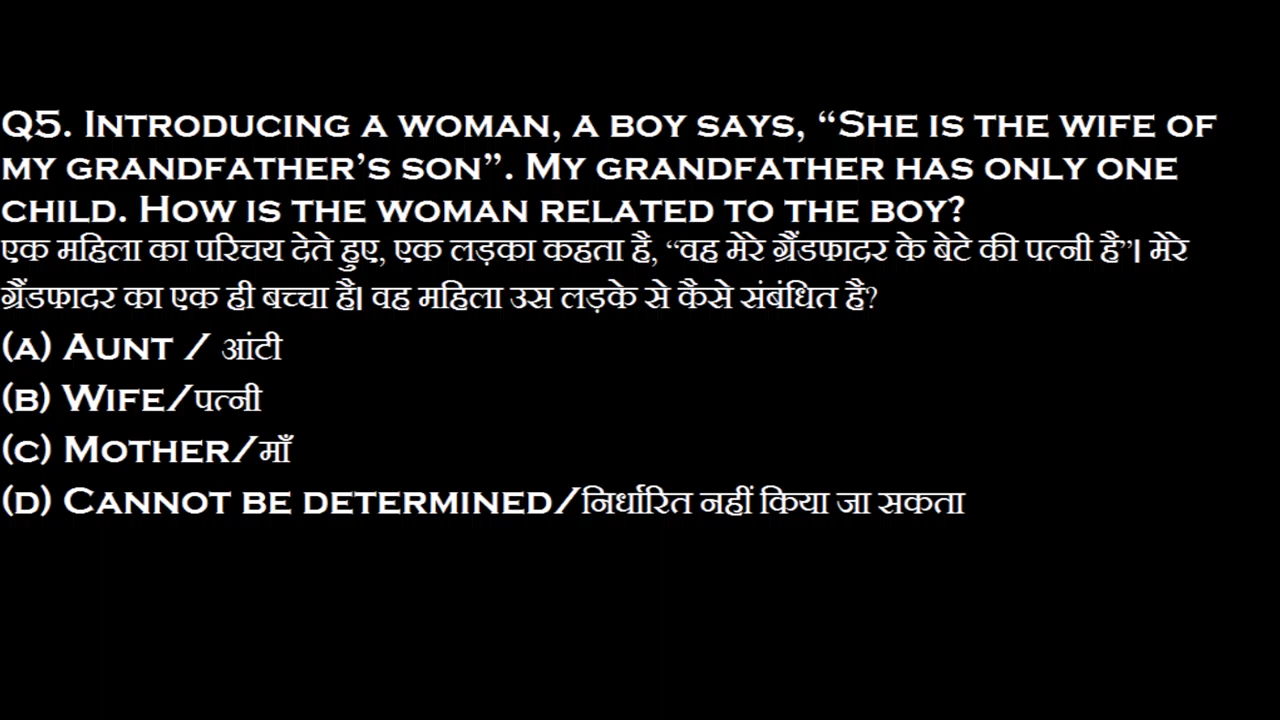 Q5. Introducing a woman, a boy says, “She is the wife of
my grandfather’s son”. My grandfather has only one
child. How is the woman related to the boy?
एक महिला का परिचय देते हुए, एक लड़का कहता है, “वह मेरे ग्रैंडफादर के बेटे की पत्नी है”। मेरे
ग्रैंडफादर का एक ही बच्चा है। वह महिला उस लड़के से कैसे संबंधित है?
(a) Aunt / आंटी
(b) Wife/पत्नी
(c) Mother/माँ
(d) Cannot be determined/निर्धारित नहीं किया जा सकता